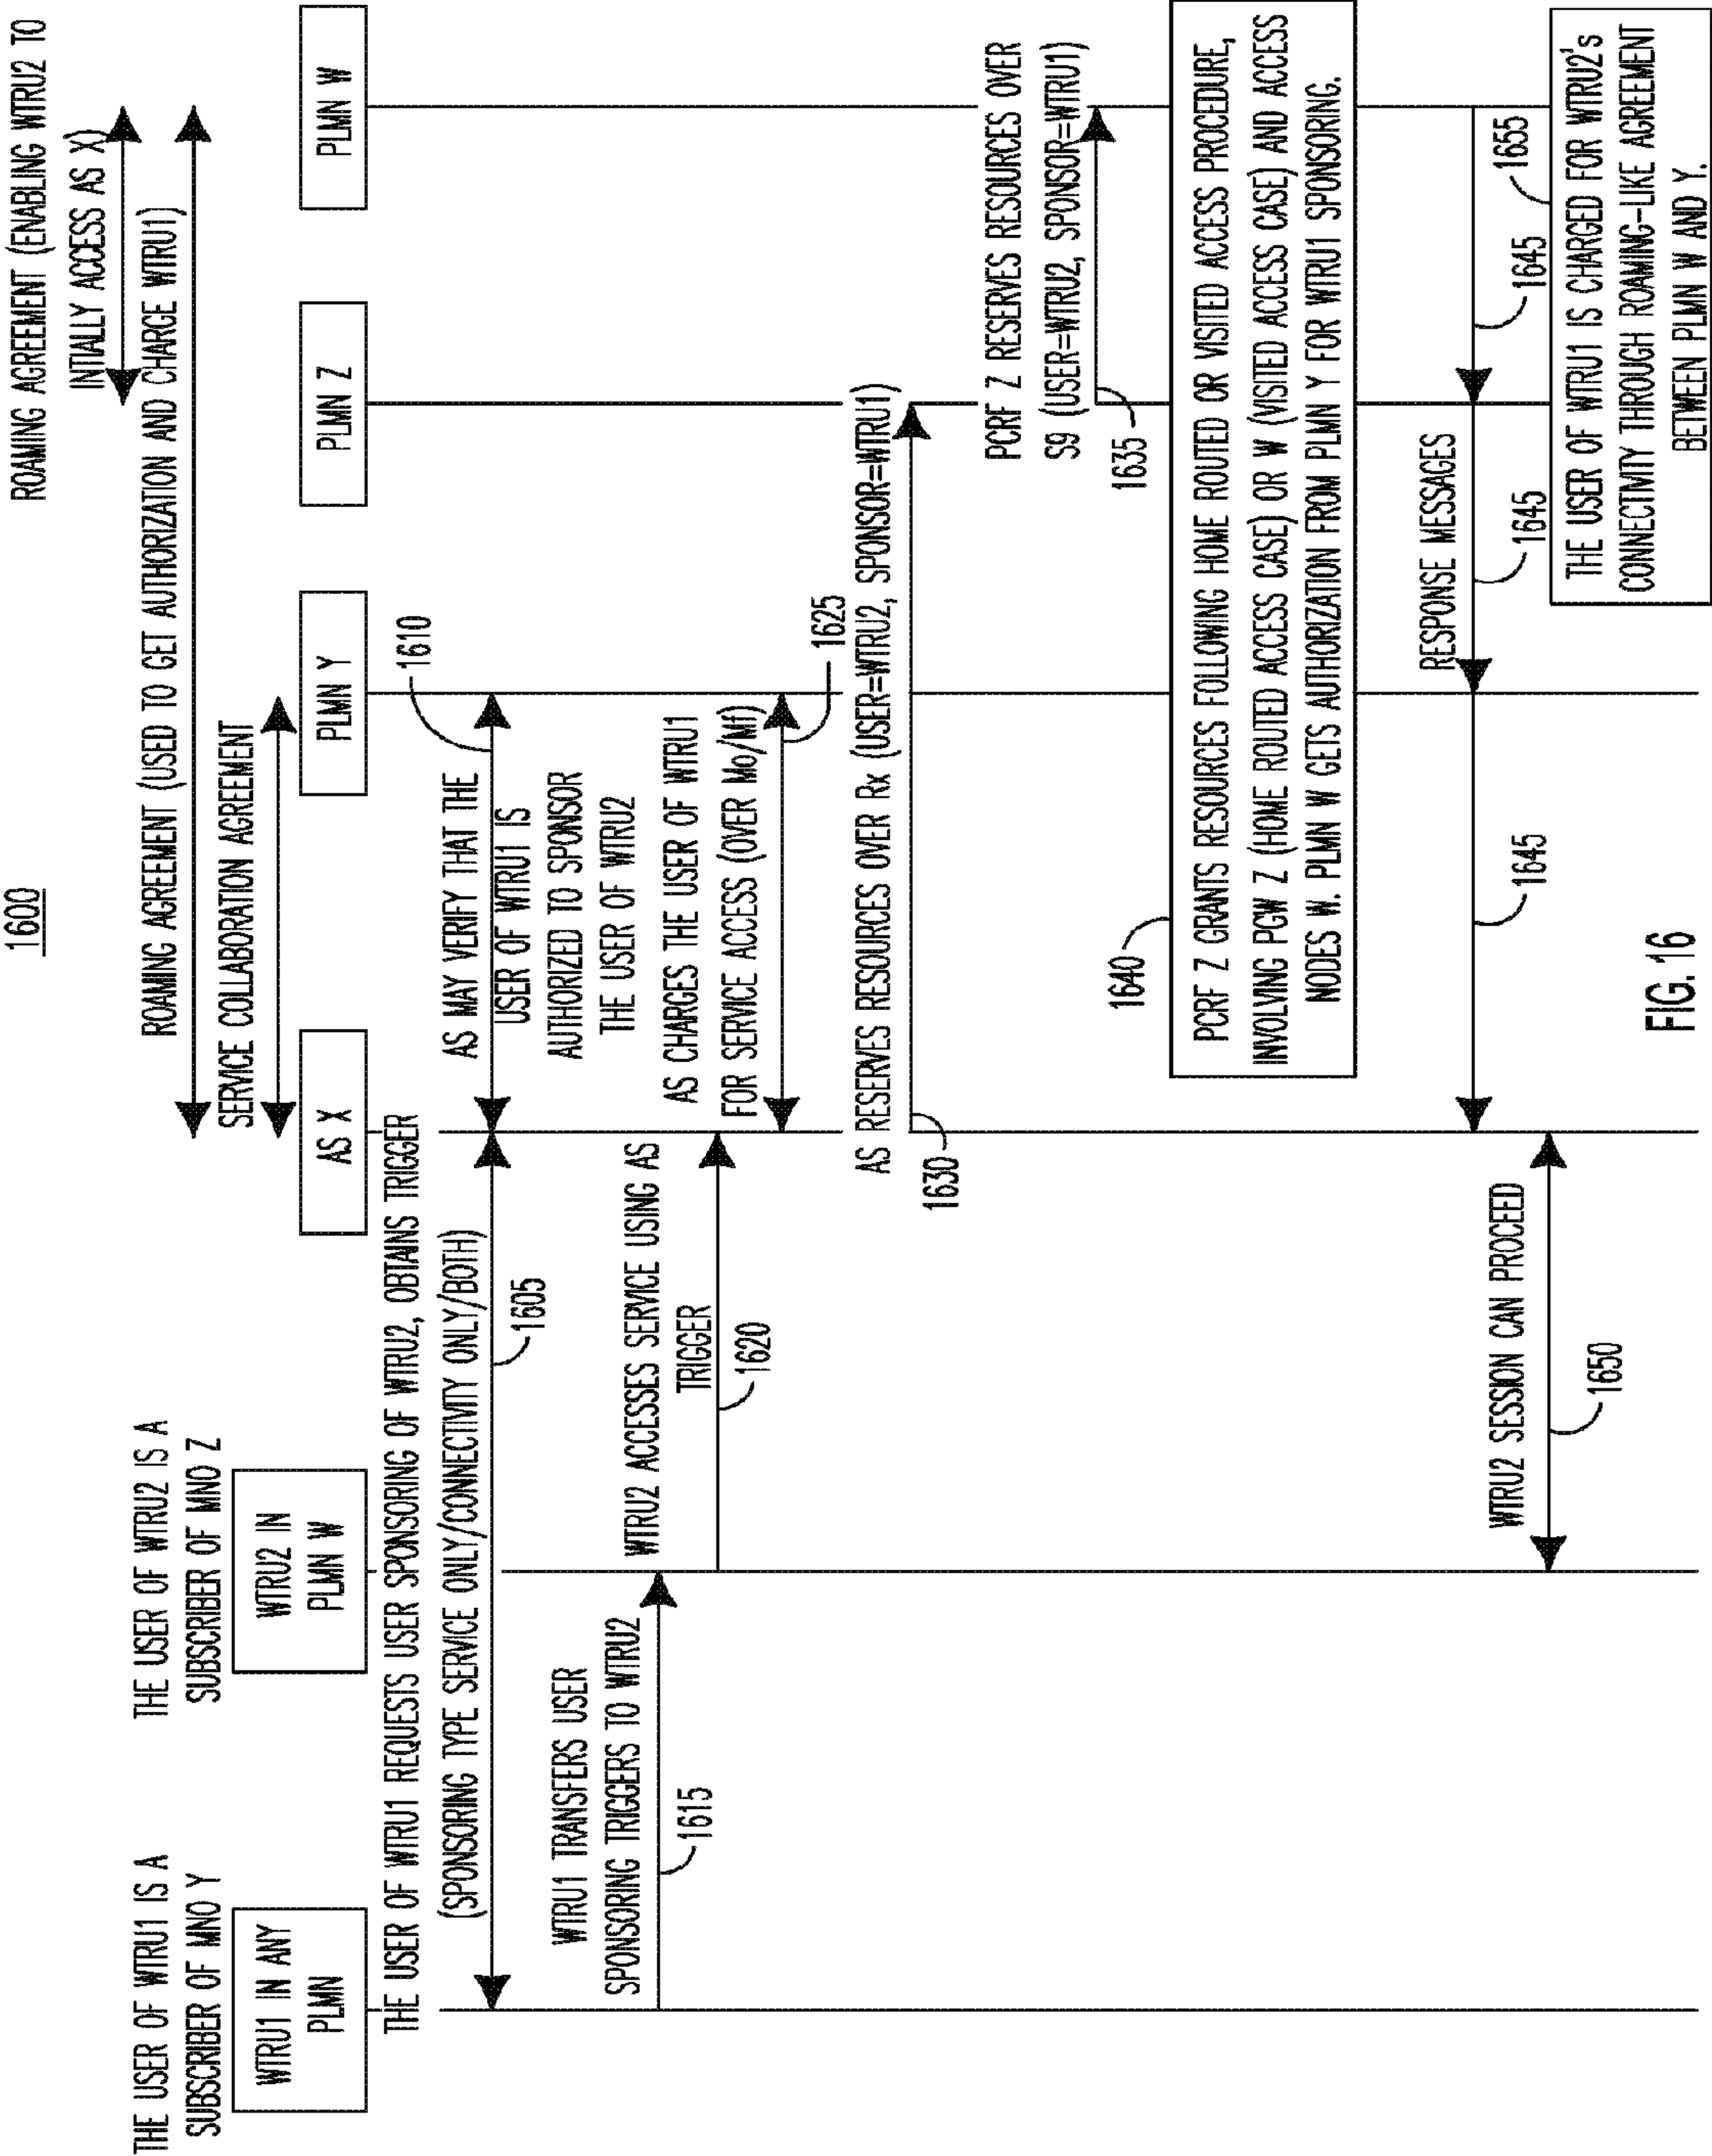 1600
ROAMING AGREEMENT (ENABLING WTRU2 TO
INTIALLY ACCESS AS X)
ROAMING AGREEMENT (USED TO GET AUTHORIZATION AND CHARGE WTRU1)
SERVICE COLLABORATION AGREEMENT
THE USER OF WTRU1 IS A
SUBSCRIBER OF MNO Y
THE USER OF WTRU2 IS A
SUBSCRIBER OF MNO Z
WTRU1 IN ANY
PLMN
WTRU2 IN
PLMN W
AS X
PLMN Y
PLMN Z
PLMN W
THE USER OF WTRU1 REQUESTS USER SPONSORING OF WTRU2, OBTAINS TRIGGER
(SPONSORING TYPE SERVICE ONLY/CONNECTIVITY ONLY/BOTH)
1605
AS MAY VERIFY THAT THE
USER OF WTRU1 IS
AUTHORIZED TO SPONSOR
THE USER OF WTRU2
1610
WTRU1 TRANSFERS USER
SPONSORING TRIGGERS TO WTRU2
1615
WTRU2 ACCESSES SERVICE USING AS
TRIGGER
1620
AS CHARGES THE USER OF WTRU1
FOR SERVICE ACCESS (OVER Mo/Mf)
1625
AS RESERVES RESOURCES OVER Rx (USER=WTRU2, SPONSOR=WTRU1)
1630
PCRF Z RESERVES RESOURCES OVER
S9 (USER=WTRU2, SPONSOR=WTRU1)
1635
1640
PCRF Z GRANTS RESOURCES FOLLOWING HOME ROUTED OR VISITED ACCESS PROCEDURE,
INVOLVING PGW Z (HOME ROUTED ACCESS CASE) OR W (VISITED ACCESS CASE) AND ACCESS
NODES W. PLMN W GETS AUTHORIZATION FROM PLMN Y FOR WTRU1 SPONSORING.
RESPONSE MESSAGES
1645
1645
1645
WTRU2 SESSION CAN PROCEED
1650
1655
THE USER OF WTRU1 IS CHARGED FOR WTRU2's
CONNECTIVITY THROUGH ROAMING-LIKE AGREEMENT
BETWEEN PLMN W AND Y.
FIG. 16